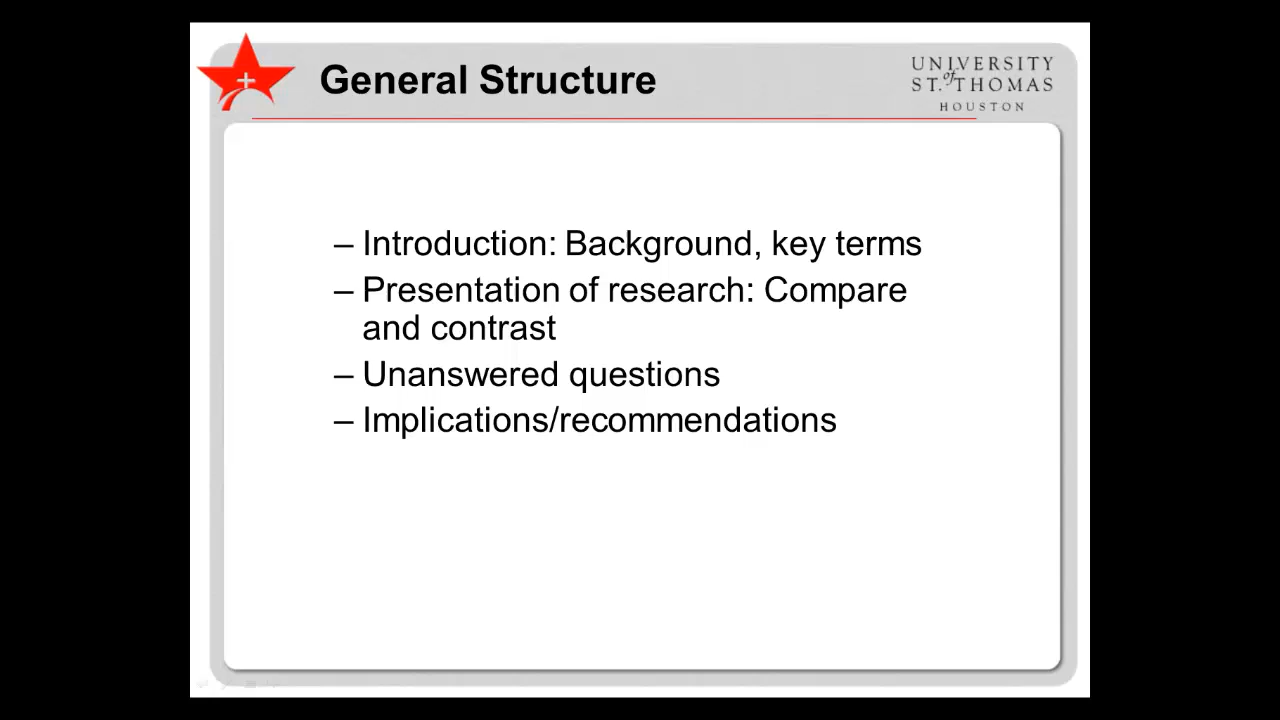 General Structure
UNIVERSITY
of
ST. THOMAS
HOUSTON
– Introduction: Background, key terms
– Presentation of research: Compare
and contrast
– Unanswered questions
– Implications/recommendations